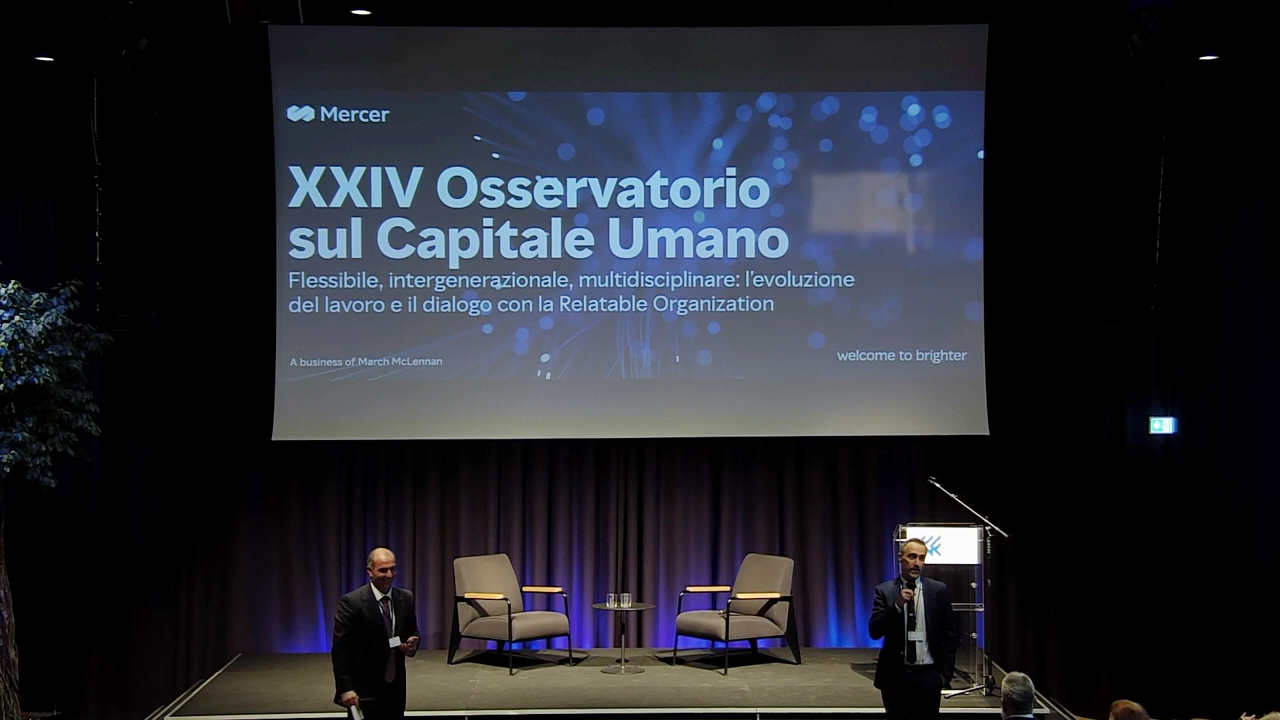 Mercer
XXIV Osservatorio
sul Capitale Umano
Flessibile, intergenerazionale, multidisciplinare: l'evoluzione
del lavoro e il dialogo con la Relatable Organization
A business of March McLennan
welcome to brighter